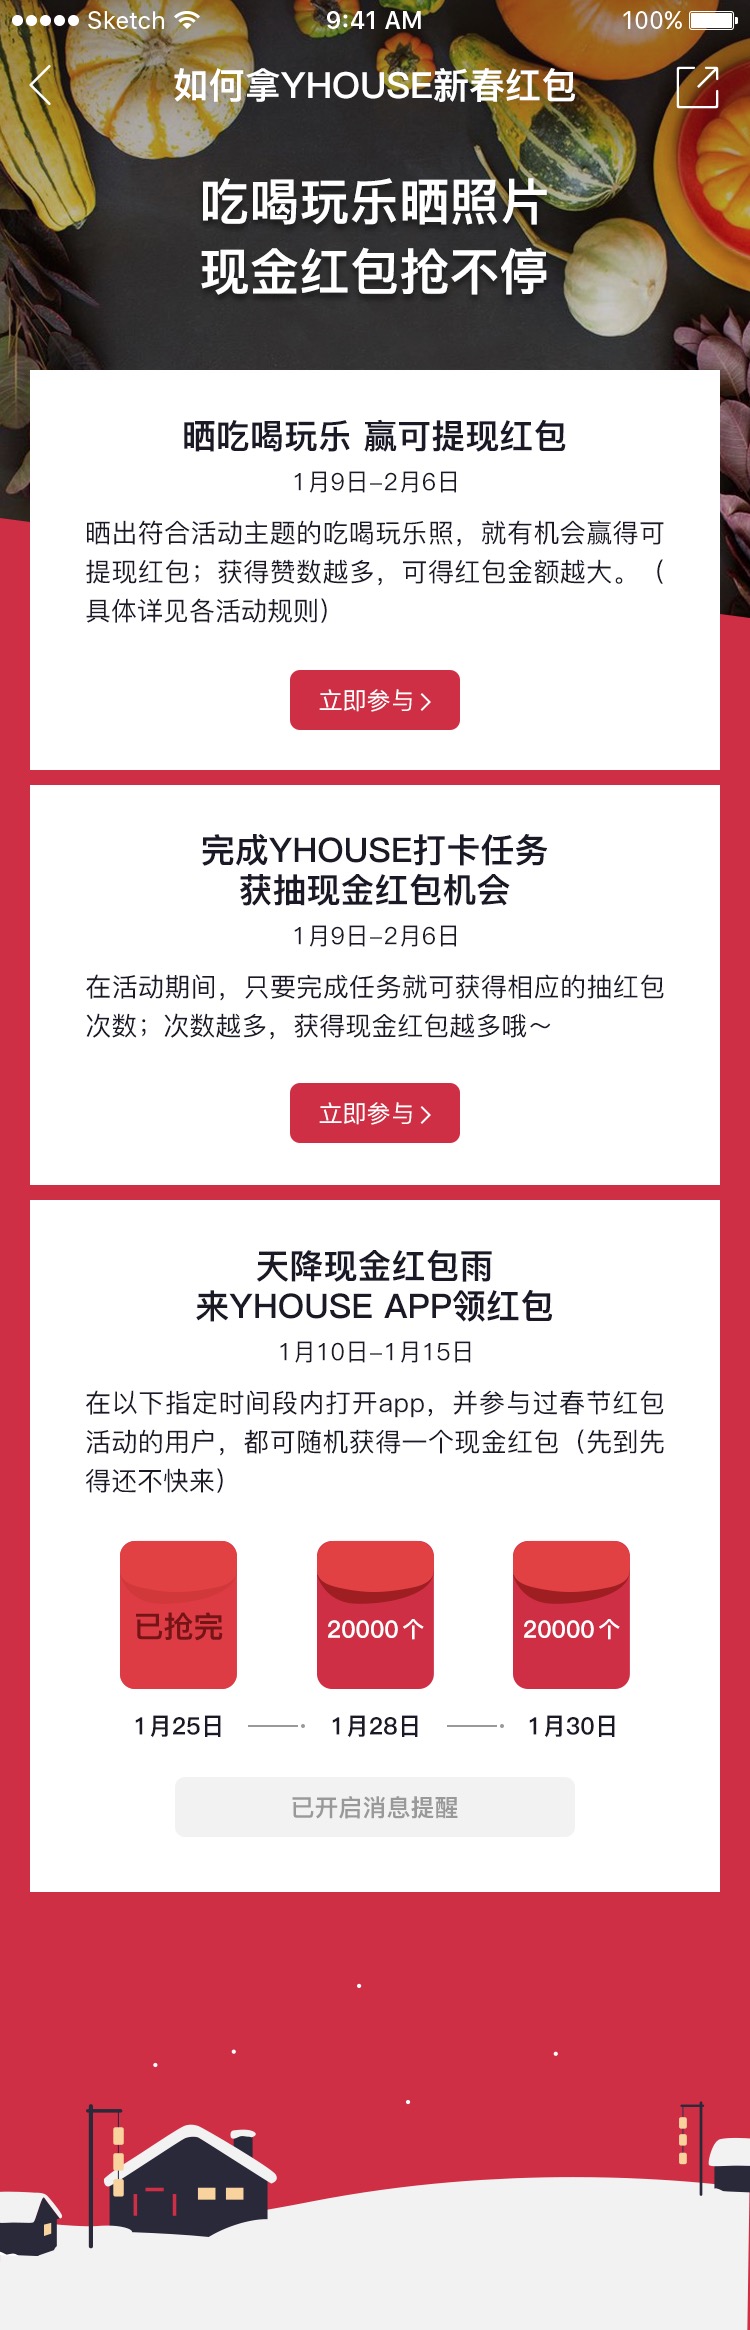 Sketch 9:41 AM 100%
如何拿YHOUSE新春红包
吃喝玩乐晒照片
现金红包抢不停
晒吃喝玩乐 赢可提现红包
1月9日-2月6日
晒出符合活动主题的吃喝玩乐照，就有机会赢得可
提现红包；获得赞数越多，可得红包金额越大。（
具体详见各活动规则）
立即参与
完成YHOUSE打卡任务
获抽现金红包机会
1月9日-2月6日
在活动期间，只要完成任务就可获得相应的抽红包
次数；次数越多，获得现金红包越多哦～
立即参与
天降现金红包雨
来YHOUSE APP领红包
1月10日-1月15日
在以下指定时间段内打开app，并参与过春节红包
活动的用户，都可随机获得一个现金红包（先到先
得还不快来）
已抢完 20000个 20000个
1月25日 1月28日 1月30日
已开启消息提醒